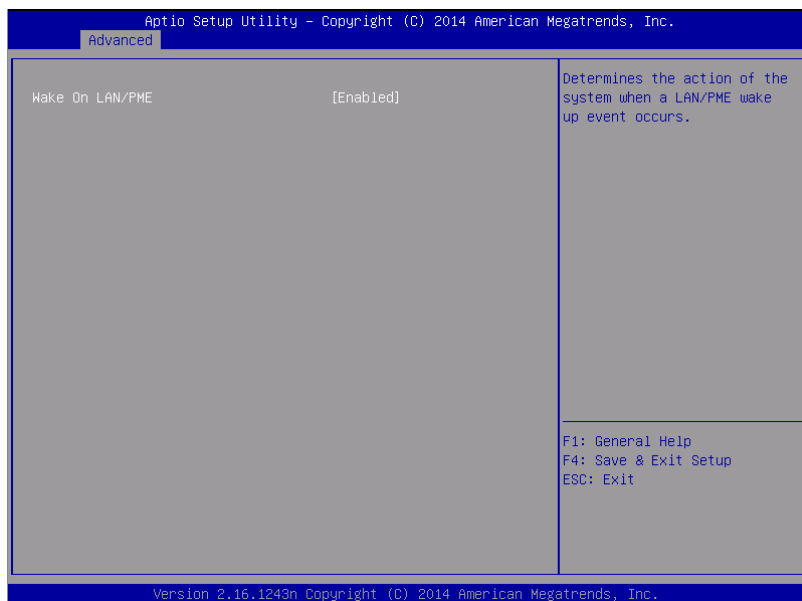 Aptio Setup Utility – Copyright (C) 2014 American Megatrends, Inc.
Advanced
Wake On LAN/PME [Enabled]
Determines the action of the
system when a LAN/PME wake
up event occurs.
F1: General Help
F4: Save & Exit Setup
ESC: Exit
Version 2.16.1243n Copyright (C) 2014 American Megatrends, Inc.